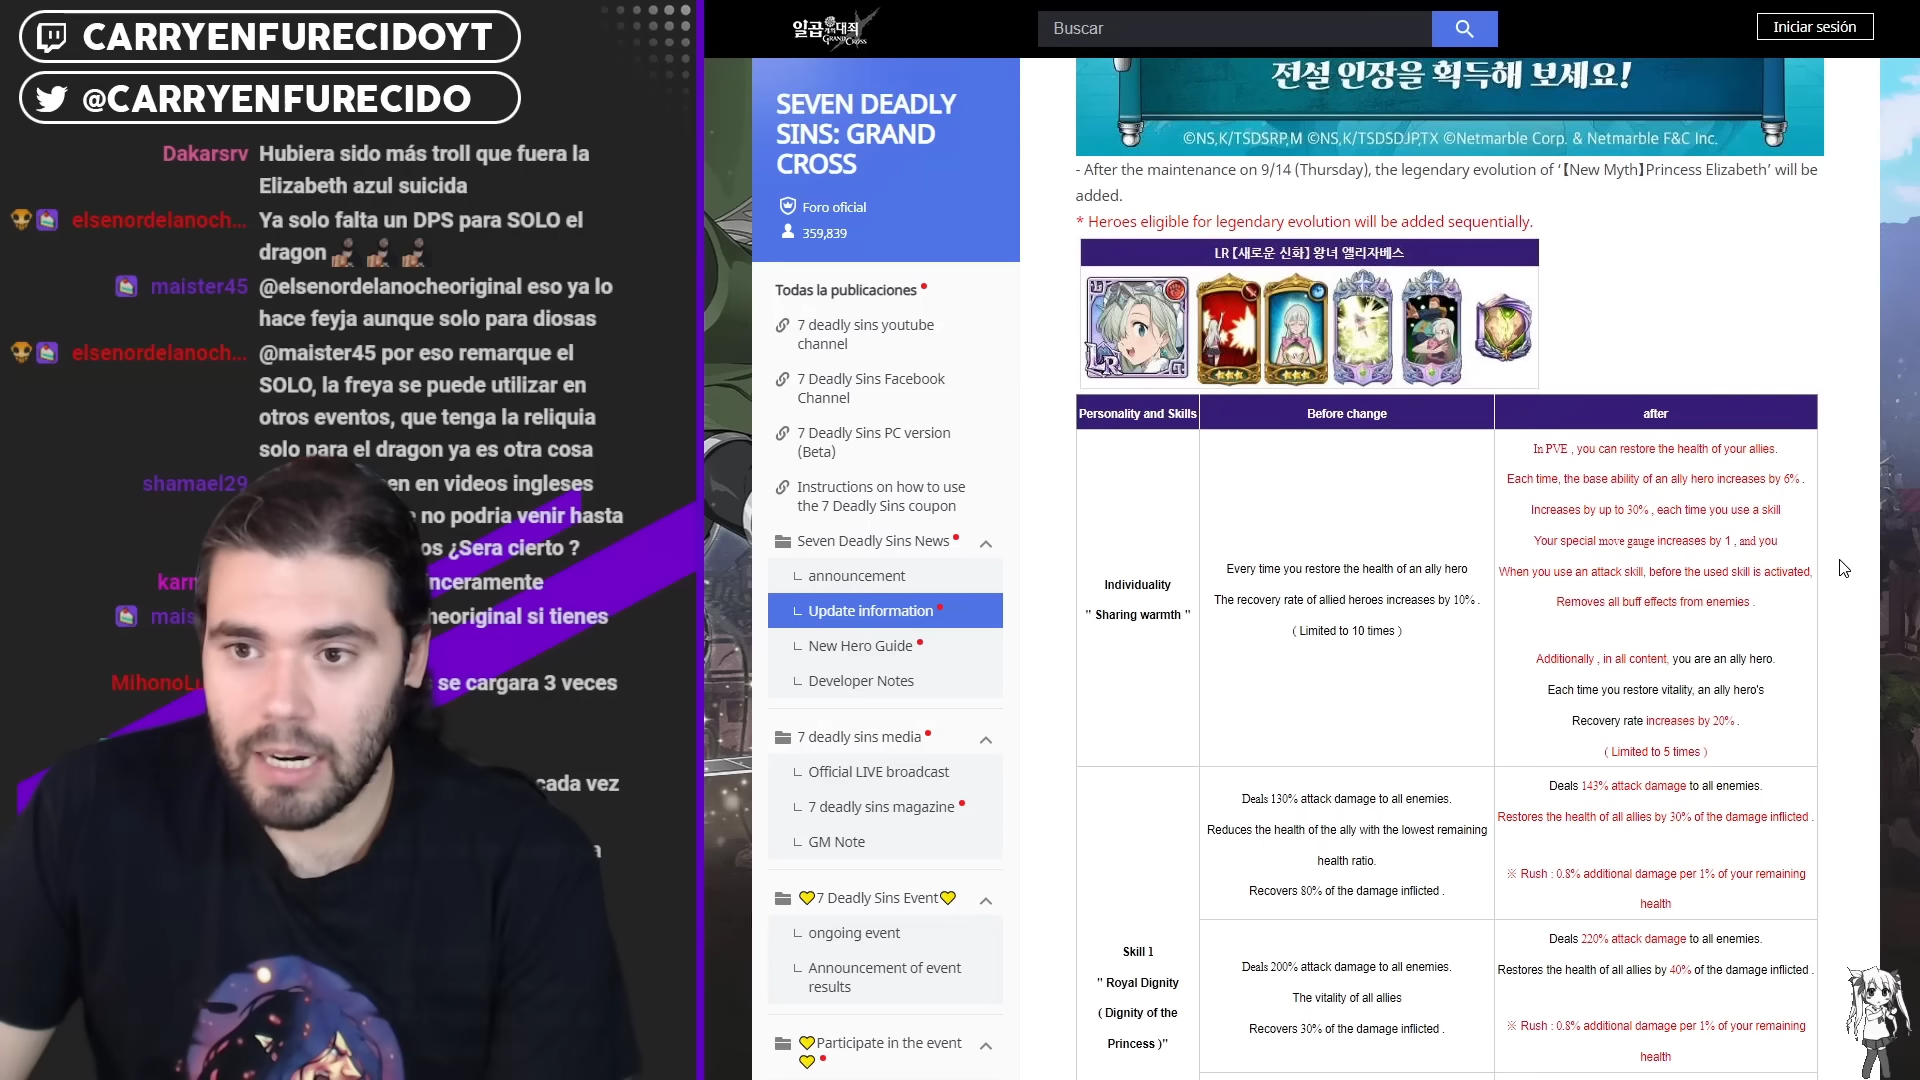 CARRYENFURECIDOYT
@CARRYENFURECIDO
Dakarsrv Hubiera sido más troll que fuera la
Elizabeth azul suicida
elsenordelanoch... Ya solo falta un DPS para SOLO el
dragon
maister45 @elsenordelanocheoriginal eso ya lo
hace feyja aunque solo para diosas
elsenordelanoch... @maister45 por eso remarque el
SOLO, la freya se puede utilizar en
otros eventos, que tenga la reliquia
solo para el dragon ya es otra cosa
shamael29 en en videos ingleses
no podria venir hasta
os ¿Sera cierto ?
karn nceramente
mais heoriginal si tienes
MihonoLu se cargara 3 veces
cada vez
a
일곱개의 대죄
GRAND CROSS
Buscar
Iniciar sesión
SEVEN DEADLY
SINS: GRAND
CROSS
Foro oficial
359,839
Todas la publicaciones
7 deadly sins youtube
channel
7 Deadly Sins Facebook
Channel
7 Deadly Sins PC version
(Beta)
Instructions on how to use
the 7 Deadly Sins coupon
Seven Deadly Sins News
announcement
Update information
New Hero Guide
Developer Notes
7 deadly sins media
Official LIVE broadcast
7 deadly sins magazine
GM Note
7 Deadly Sins Event
ongoing event
Announcement of event
results
Participate in the event
전설 인장을 획득해 보세요!
©NS,K/TSDSRP,M ©NS,K/TSDSDJP,TX ©Netmarble Corp. & Netmarble F&C Inc.
- After the maintenance on 9/14 (Thursday), the legendary evolution of ‘【New Myth】Princess Elizabeth’ will be
added.
* Heroes eligible for legendary evolution will be added sequentially.
LR【새로운 신화】왕녀 엘리자베스
LR
Personality and Skills Before change after
Individuality
" Sharing warmth "
Every time you restore the health of an ally hero
The recovery rate of allied heroes increases by 10% .
( Limited to 10 times )
In PVE , you can restore the health of your allies.
Each time, the base ability of an ally hero increases by 6% .
Increases by up to 30% , each time you use a skill
Your special move gauge increases by 1 , and you
When you use an attack skill, before the used skill is activated,
Removes all buff effects from enemies .
Additionally , in all content, you are an ally hero.
Each time you restore vitality, an ally hero's
Recovery rate increases by 20% .
( Limited to 5 times )
Skill 1
" Royal Dignity
( Dignity of the
Princess )"
Deals 130% attack damage to all enemies.
Reduces the health of the ally with the lowest remaining
health ratio.
Recovers 80% of the damage inflicted .
Deals 143% attack damage to all enemies.
Restores the health of all allies by 30% of the damage inflicted .
※ Rush : 0.8% additional damage per 1% of your remaining
health
Deals 200% attack damage to all enemies.
The vitality of all allies
Recovers 30% of the damage inflicted .
Deals 220% attack damage to all enemies.
Restores the health of all allies by 40% of the damage inflicted .
※ Rush : 0.8% additional damage per 1% of your remaining
health